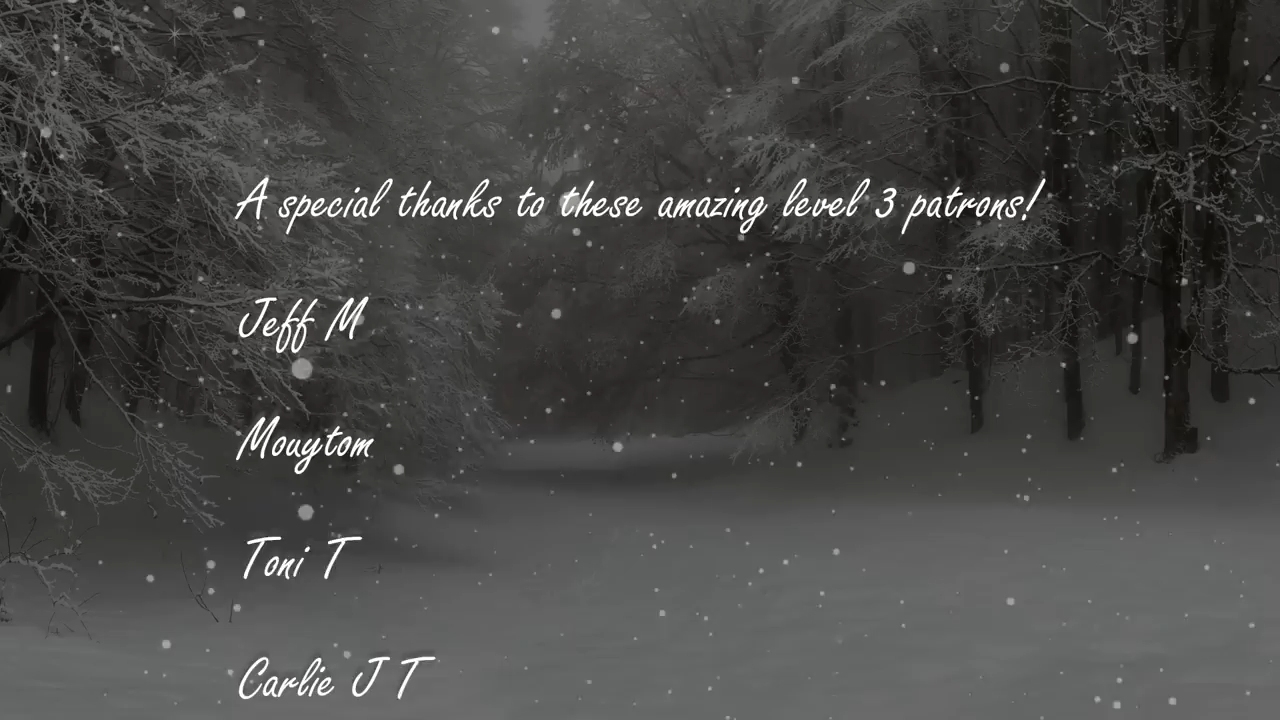 A special thanks to these amazing level 3 patrons!
Jeff M
Mouytom
Toni T
Carlie J T